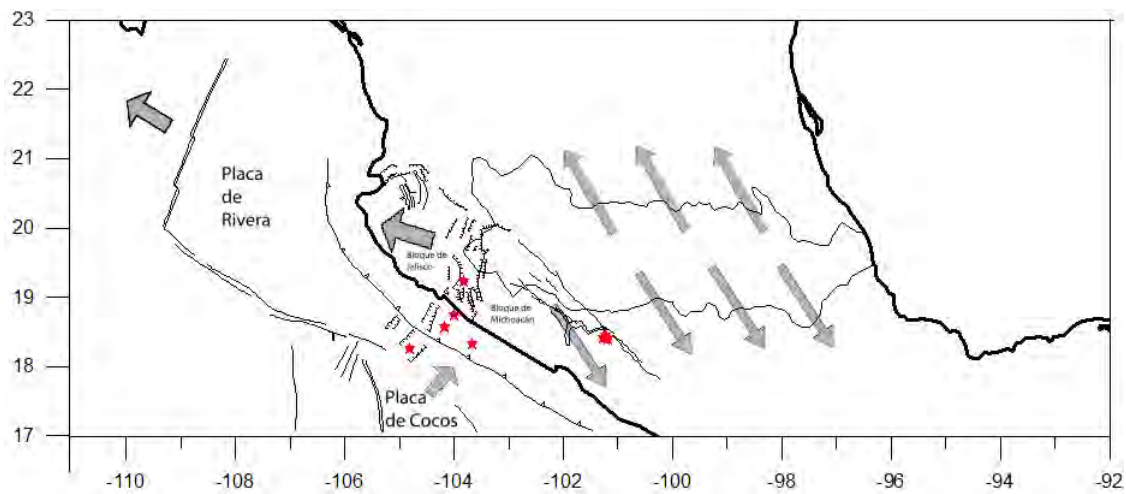 23
22
21
20
19
18
17
Placa
de
Rivera
Bloque de
Jalisco
Bloque de
Michoacán
Placa
de Cocos
-110
-108
-106
-104
-102
-100
-98
-96
-94
-92